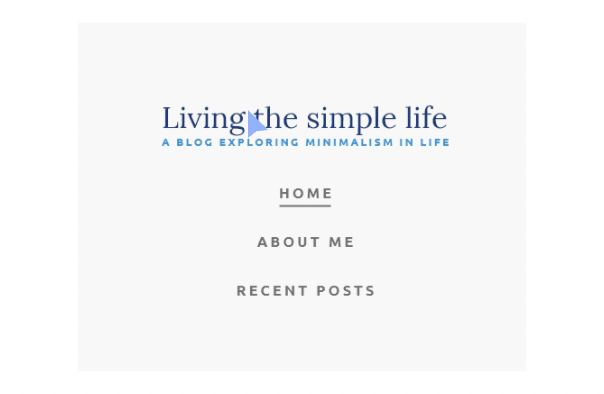 Living the simple life
A BLOG EXPLORING MINIMALISM IN LIFE
HOME
ABOUT ME
RECENT POSTS